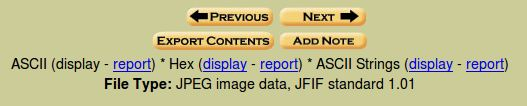 PREVIOUS NEXT
EXPORT CONTENTS ADD NOTE
ASCII (display - report) * Hex (display - report) * ASCII Strings (display - report)
File Type: JPEG image data, JFIF standard 1.01